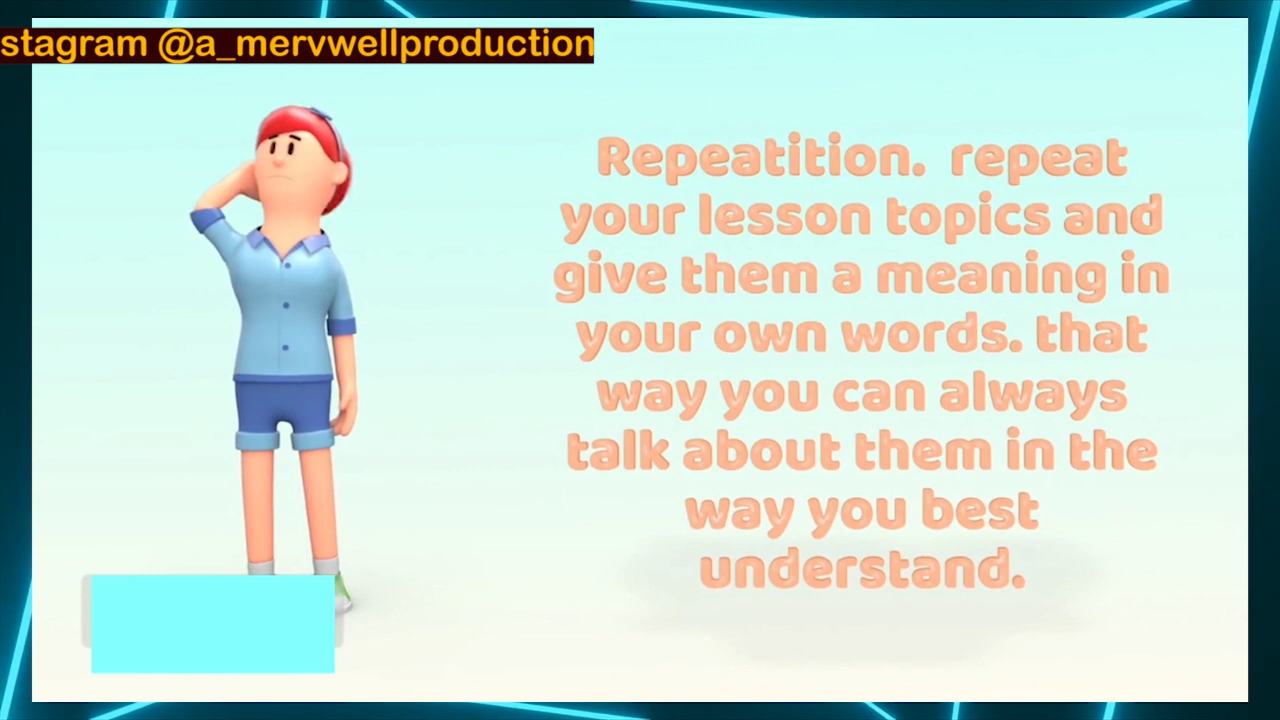 stagram @a_mervwellproduction
Repeatition. repeat
your lesson topics and
give them a meaning in
your own words. that
way you can always
talk about them in the
way you best
understand.